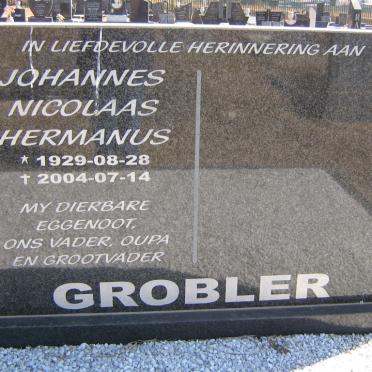 IN LIEFDEVOLLE HERINNERING AAN
JOHANNES
NICOLAAS
HERMANUS
* 1929-08-28
† 2004-07-14
MY DIERBARE
EGGENOOT,
ONS VADER, OUPA
EN GROOTVADER
GROBLER